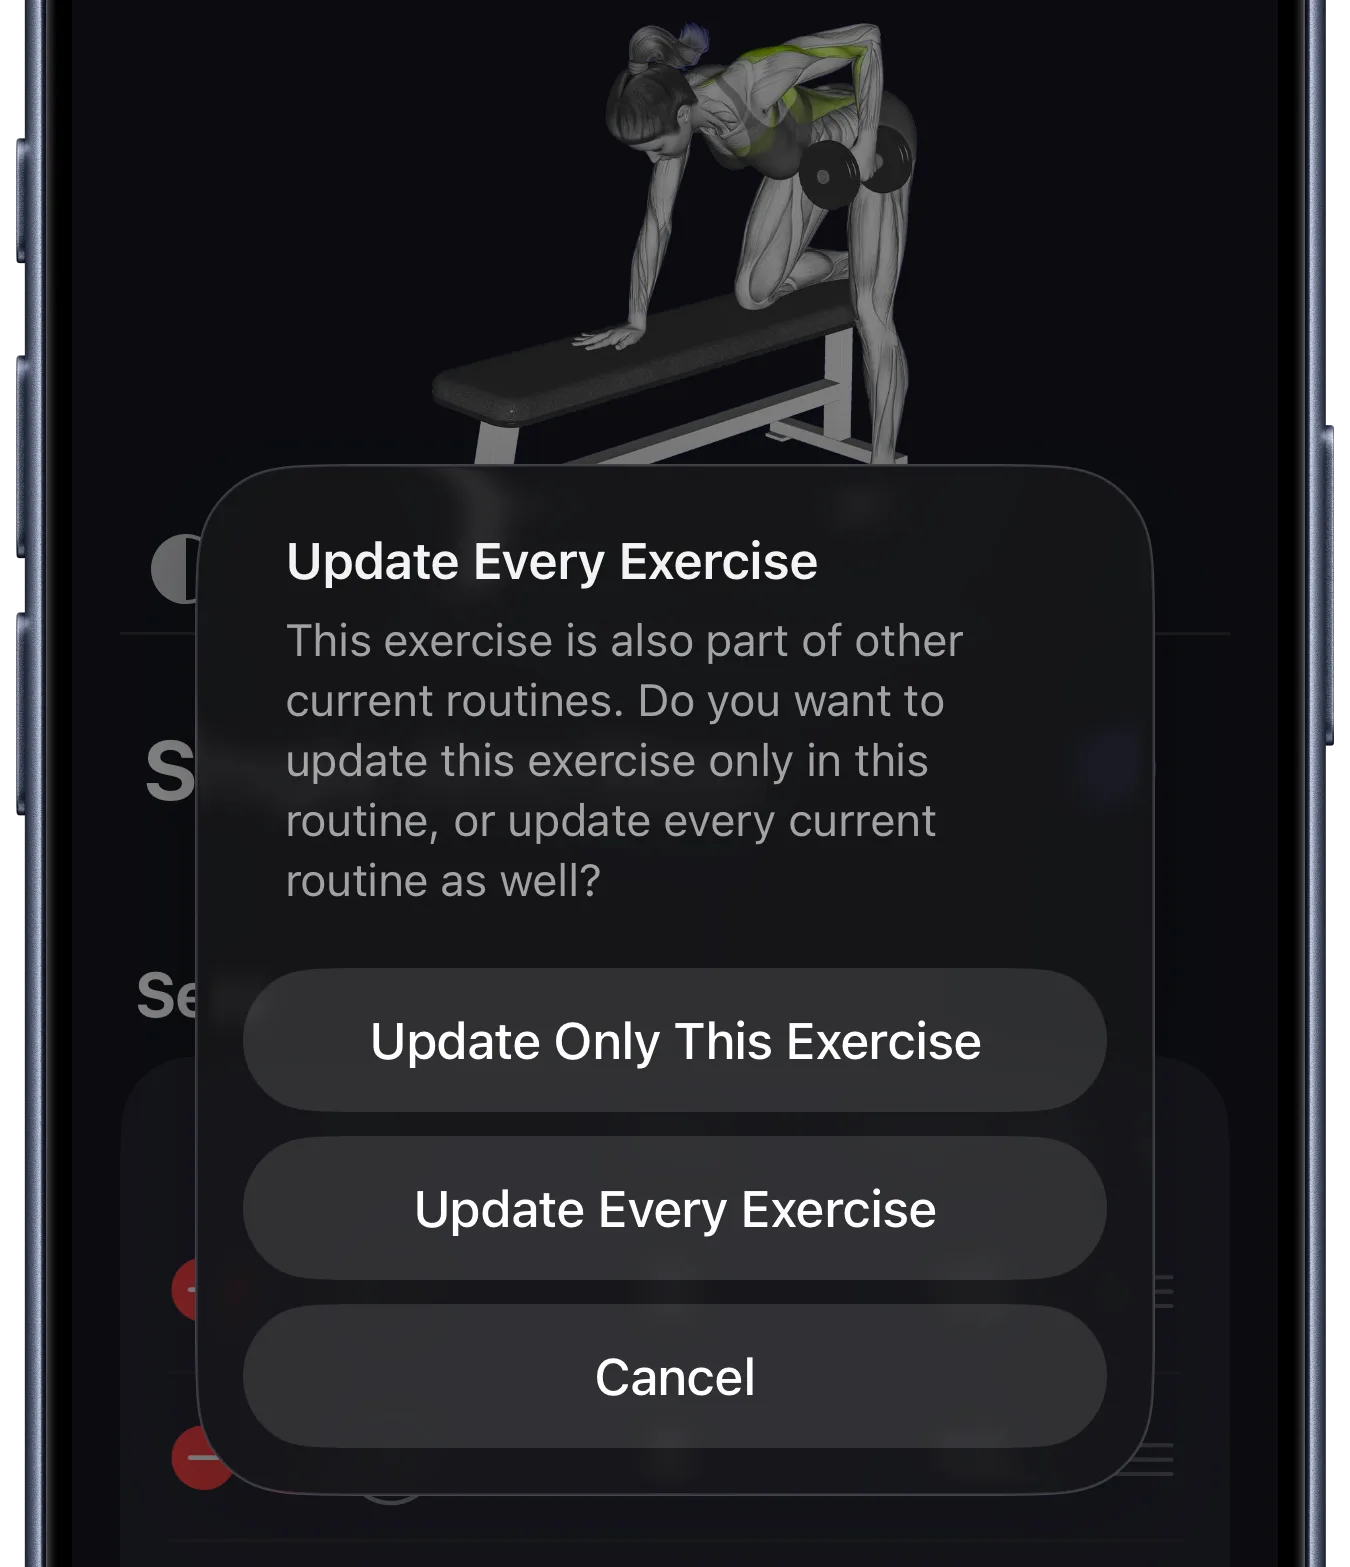 Update Every Exercise
This exercise is also part of other
current routines. Do you want to
update this exercise only in this
routine, or update every current
routine as well?
Update Only This Exercise
Update Every Exercise
Cancel